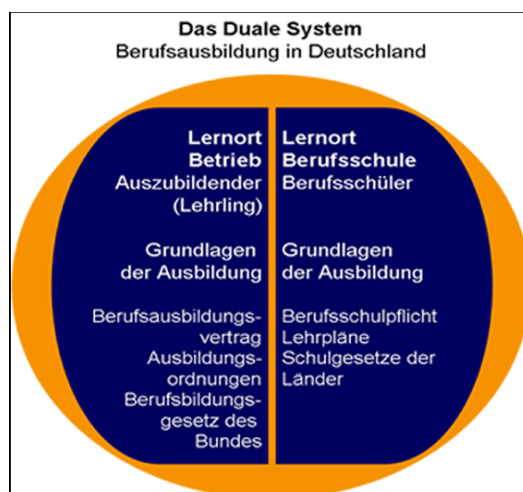 Das Duale System
Berufsausbildung in Deutschland
Lernort
Betrieb
Auszubildender
(Lehrling)
Grundlagen
der Ausbildung
Berufsausbildungs-
vertrag
Ausbildungs-
ordnungen
Berufsbildungs-
gesetz des
Bundes
Lernort
Berufsschule
Berufsschüler
Grundlagen
der Ausbildung
Berufsschulpflicht
Lehrpläne
Schulgesetze der
Länder